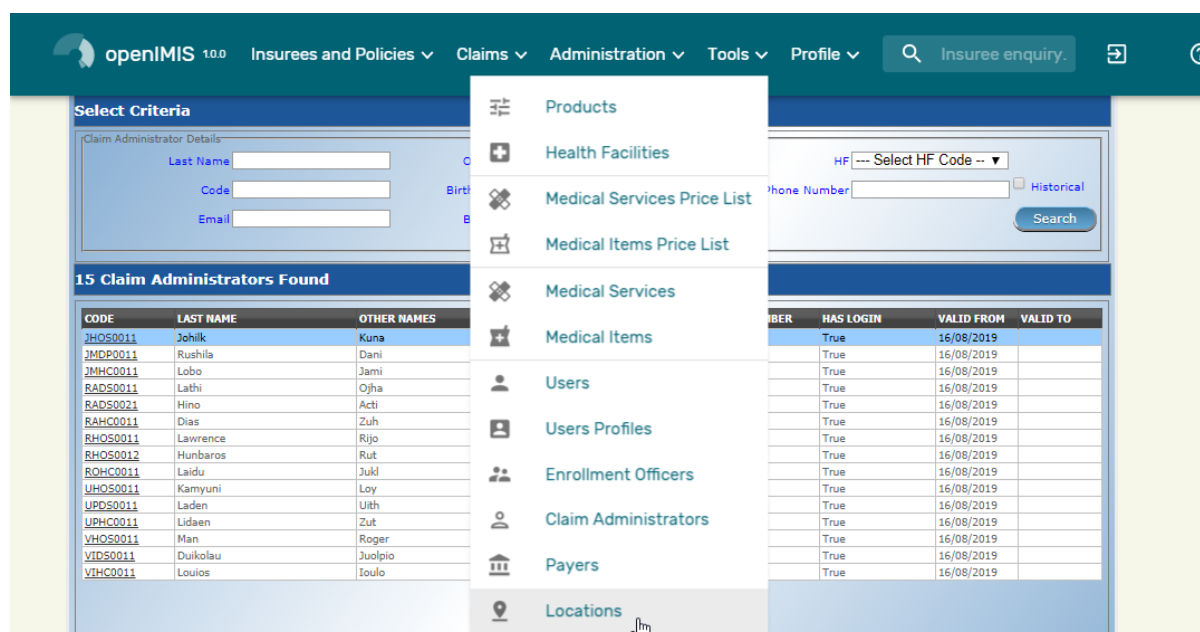 openIMIS 1.0.0 Insurees and Policies Claims Administration Tools Profile Insuree enquiry.
Select Criteria
Claim Administrator Details
Last Name
HF --- Select HF Code --
Code
Phone Number
Historical
Email
Search
Products
Health Facilities
Medical Services Price List
Medical Items Price List
Medical Services
Medical Items
Users
Users Profiles
Enrollment Officers
Claim Administrators
Payers
Locations
15 Claim Administrators Found
CODE LAST NAME OTHER NAMES HAS LOGIN VALID FROM VALID TO
JHOS0011 Johilk Kuna True 16/08/2019
JMDP0011 Rushila Dani True 16/08/2019
JMHC0011 Lobo Jami True 16/08/2019
RADS0011 Lathi Ojha True 16/08/2019
RADS0021 Hino Acti True 16/08/2019
RAHC0011 Dias Zuh True 16/08/2019
RHOS0011 Lawrence Rijo True 16/08/2019
RHOS0012 Hunbaros Rut True 16/08/2019
ROHC0011 Laidu Jukl True 16/08/2019
UHOS0011 Kamyuni Loy True 16/08/2019
UPDS0011 Laden Uith True 16/08/2019
UPHC0011 Lidaen Zut True 16/08/2019
VHOS0011 Man Roger True 16/08/2019
VIDS0011 Duikolau Juolpio True 16/08/2019
VIHC0011 Louios Ioulo True 16/08/2019